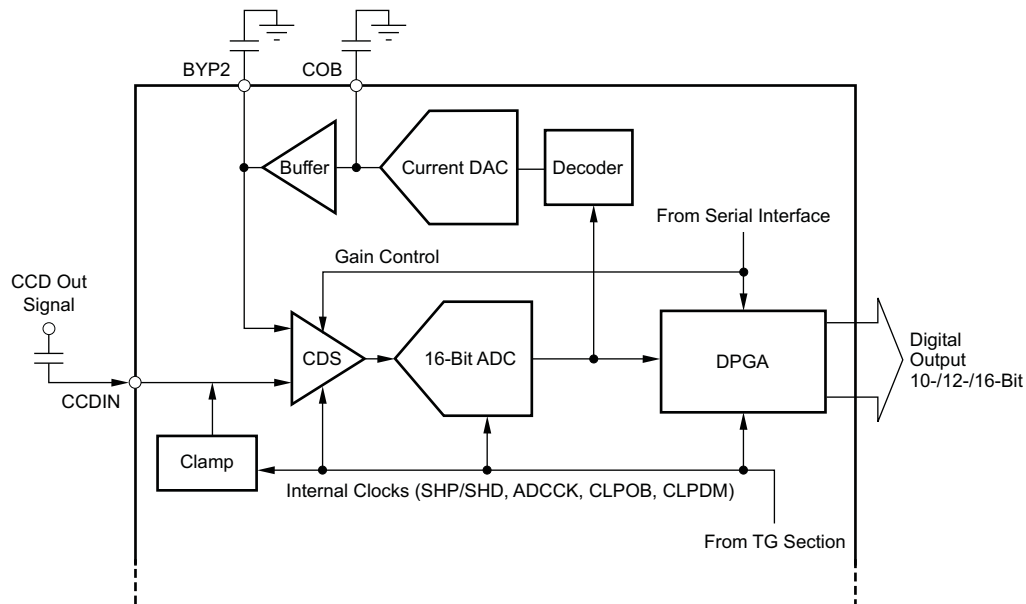 BYP2
COB
Buffer
Current DAC
Decoder
From Serial Interface
Gain Control
CCD Out
Signal
CDS
16-Bit ADC
DPGA
Digital
Output
10-/12-/16-Bit
CCDIN
Clamp
Internal Clocks (SHP/SHD, ADCCK, CLPOB, CLPDM)
From TG Section